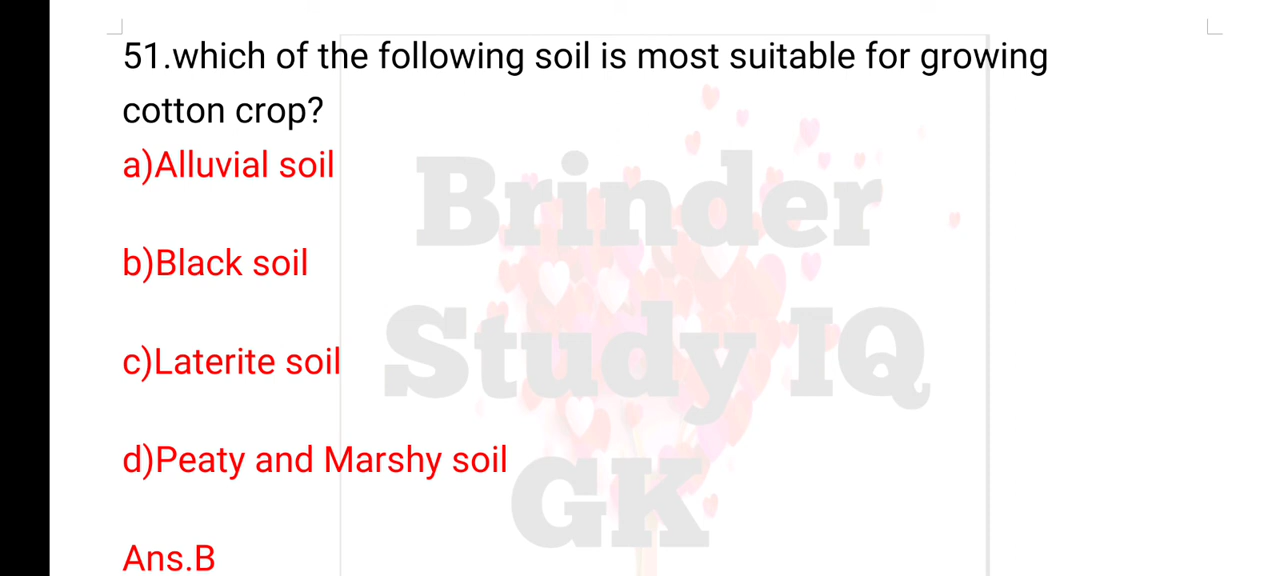 51.which of the following soil is most suitable for growing
cotton crop?
a)Alluvial soil
b)Black soil
c)Laterite soil
d)Peaty and Marshy soil
Ans.B
Brinder
Study IQ
GK